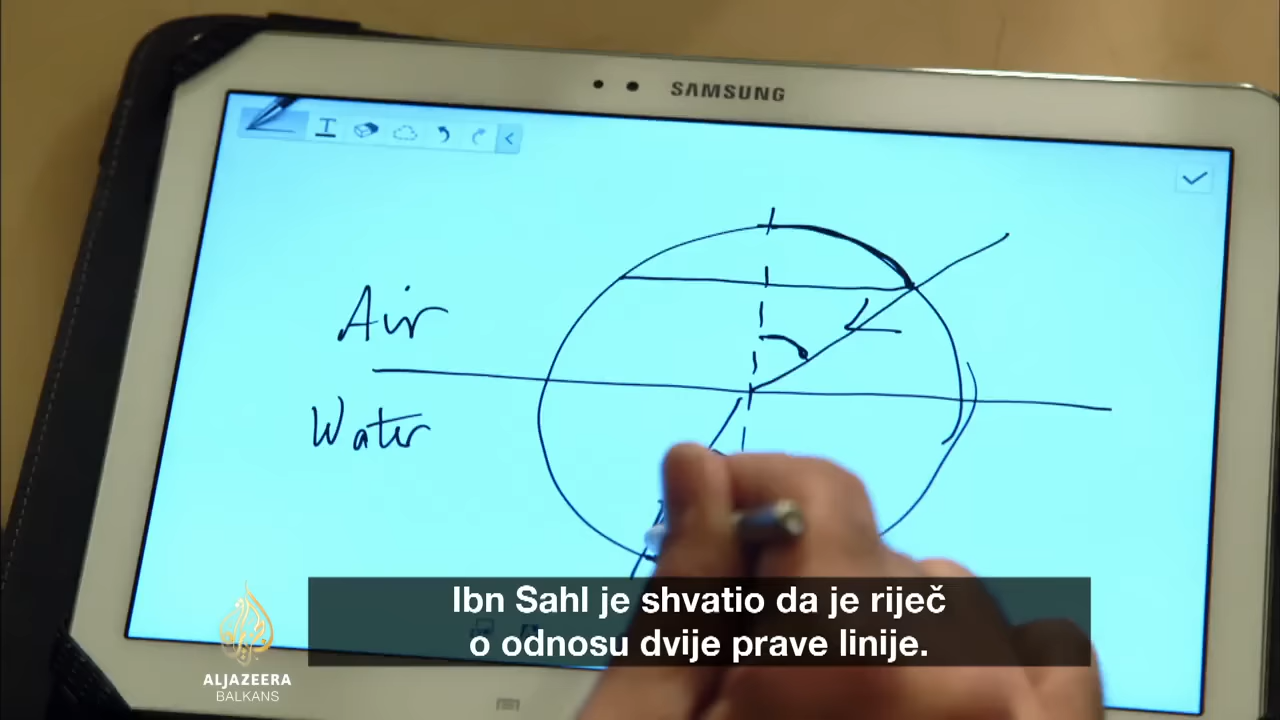 SAMSUNG
T
Air
Water
Ibn Sahl je shvatio da je riječ
o odnosu dvije prave linije.
ALJAZEERA
BALKANS